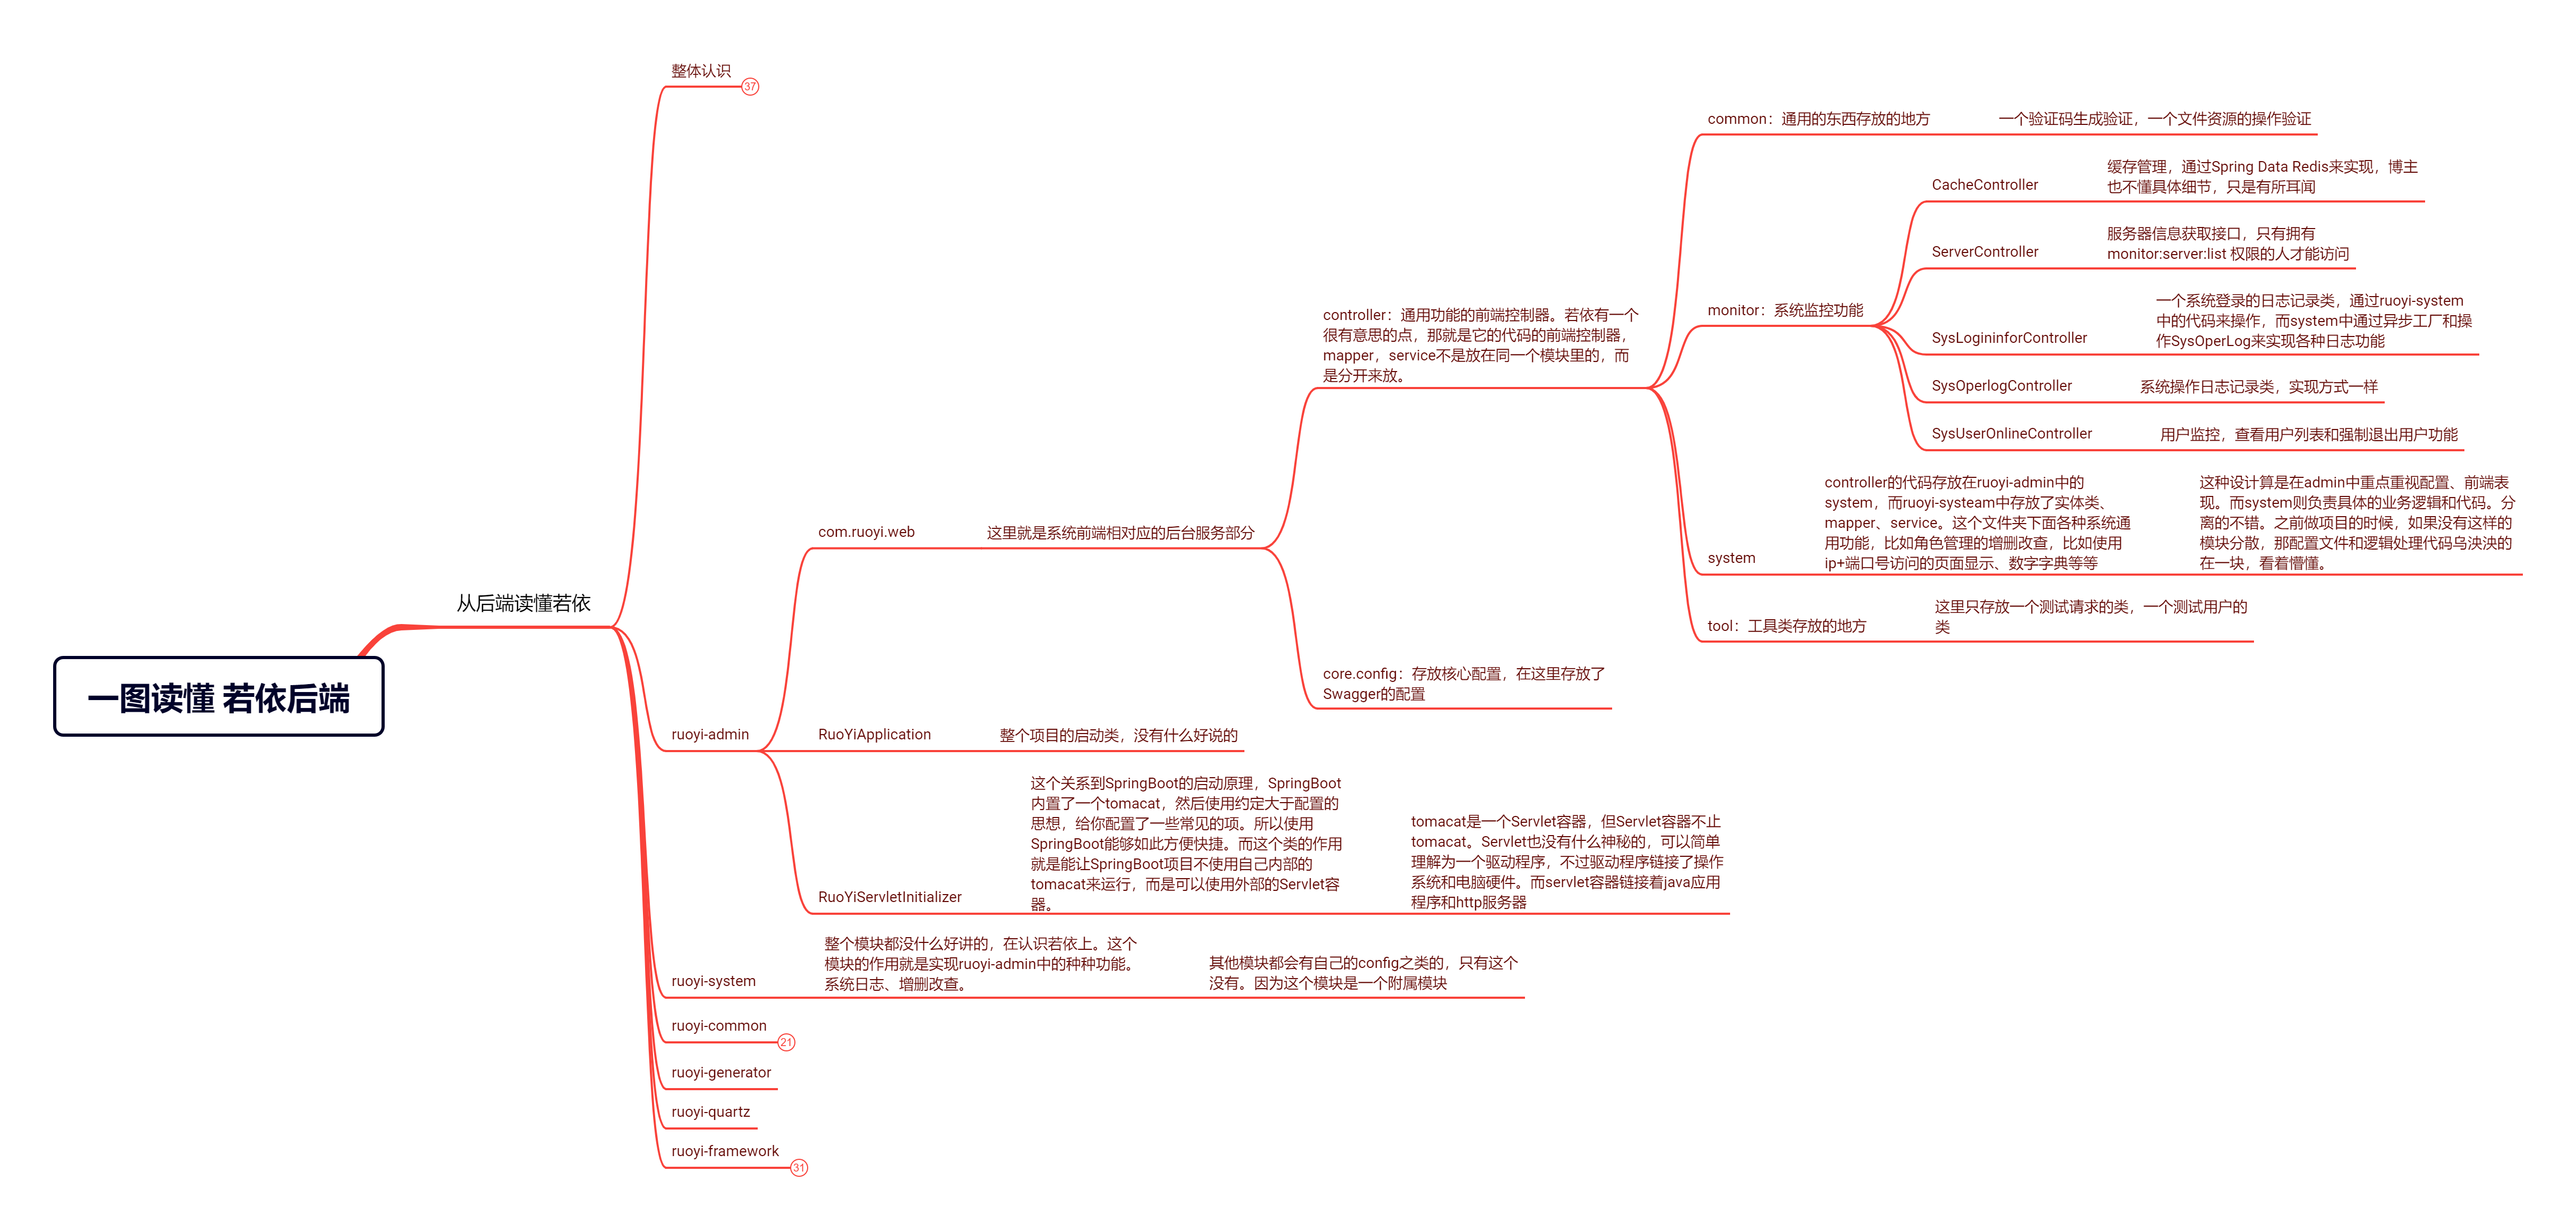 一图读懂 若依后端
从后端读懂若依
整体认识
37
ruoyi-admin
com.ruoyi.web
这里就是系统前端相对应的后台服务部分
controller：通用功能的前端控制器。若依有一个
很有意思的点，那就是它的代码的前端控制器，
mapper，service不是放在同一个模块里的，而
是分开来放。
common：通用的东西存放的地方
一个验证码生成验证，一个文件资源的操作验证
monitor：系统监控功能
CacheController
缓存管理，通过Spring Data Redis来实现，博主
也不懂具体细节，只是有所耳闻
ServerController
服务器信息获取接口，只有拥有
monitor:server:list 权限的人才能访问
SysLogininforController
一个系统登录的日志记录类，通过ruoyi-system
中的代码来操作，而system中通过异步工厂和操
作SysOperLog来实现各种日志功能
SysOperlogController
系统操作日志记录类，实现方式一样
SysUserOnlineController
用户监控，查看用户列表和强制退出用户功能
system
controller的代码存放在ruoyi-admin中的
system，而ruoyi-systeam中存放了实体类、
mapper、service。这个文件夹下面各种系统通
用功能，比如角色管理的增删改查，比如使用
ip+端口号访问的页面显示、数字字典等等
这种设计算是在admin中重点重视配置、前端表
现。而system则负责具体的业务逻辑和代码。分
离的不错。之前做项目的时候，如果没有这样的
模块分散，那配置文件和逻辑处理代码乌泱泱的
在一块，看着懵懂。
tool：工具类存放的地方
这里只存放一个测试请求的类，一个测试用户的
类
core.config：存放核心配置，在这里存放了
Swagger的配置
RuoYiApplication
整个项目的启动类，没有什么好说的
RuoYiServletInitializer
这个关系到SpringBoot的启动原理，SpringBoot
内置了一个tomacat，然后使用约定大于配置的
思想，给你配置了一些常见的项。所以使用
SpringBoot能够如此方便快捷。而这个类的作用
就是能让SpringBoot项目不使用自己内部的
tomacat来运行，而是可以使用外部的Servlet容
器。
tomacat是一个Servlet容器，但Servlet容器不止
tomacat。Servlet也没有什么神秘的，可以简单
理解为一个驱动程序，不过驱动程序链接了操作
系统和电脑硬件。而servlet容器链接着java应用
程序和http服务器
ruoyi-system
整个模块都没什么好讲的，在认识若依上。这个
模块的作用就是实现ruoyi-admin中的种种功能。
系统日志、增删改查。
其他模块都会有自己的config之类的，只有这个
没有。因为这个模块是一个附属模块
ruoyi-common
21
ruoyi-generator
ruoyi-quartz
ruoyi-framework
31